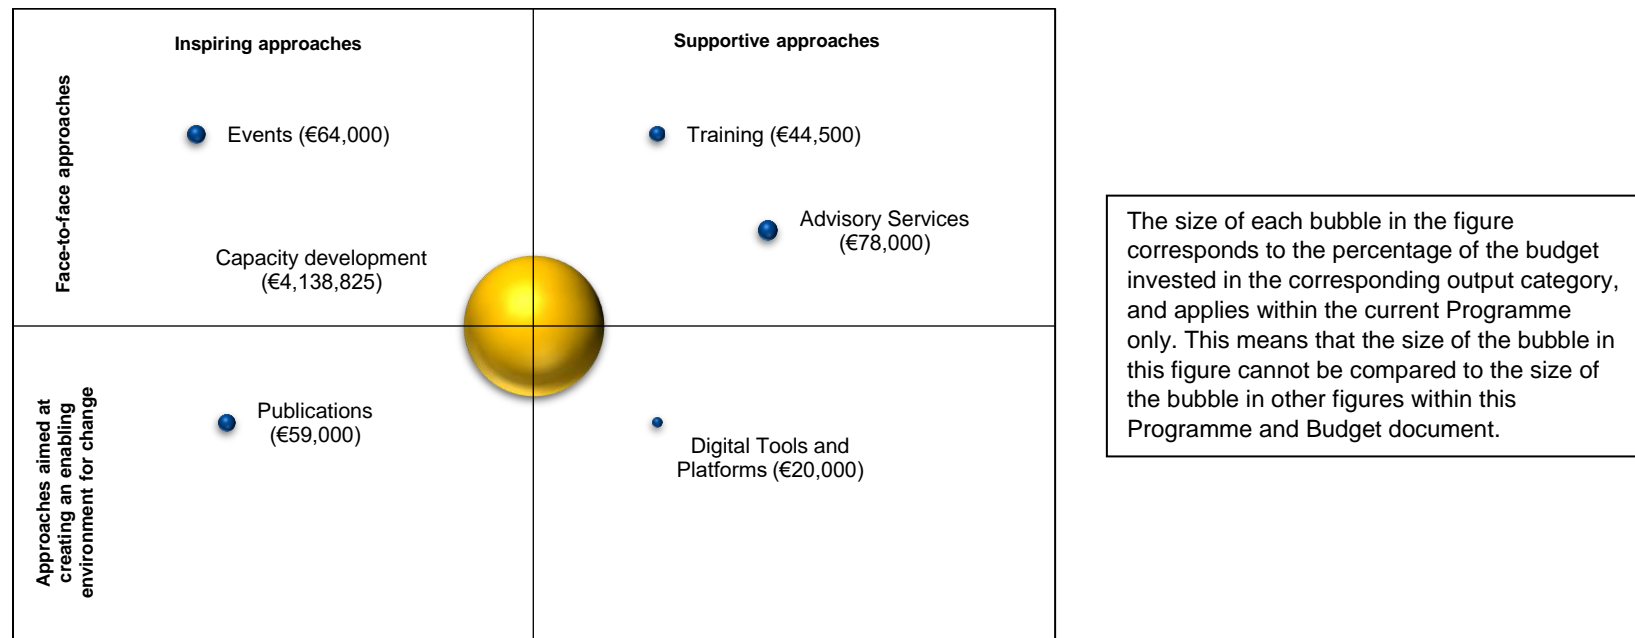 Inspiring approaches
Supportive approaches
Face-to-face approaches
Events (€64,000)
Training (€44,500)
Advisory Services
(€78,000)
Capacity development
(€4,138,825)
Approaches aimed at
creating an enabling
environment for change
Publications
(€59,000)
Digital Tools and
Platforms (€20,000)
The size of each bubble in the figure
corresponds to the percentage of the budget
invested in the corresponding output category,
and applies within the current Programme
only. This means that the size of the bubble in
this figure cannot be compared to the size of
the bubble in other figures within this
Programme and Budget document.